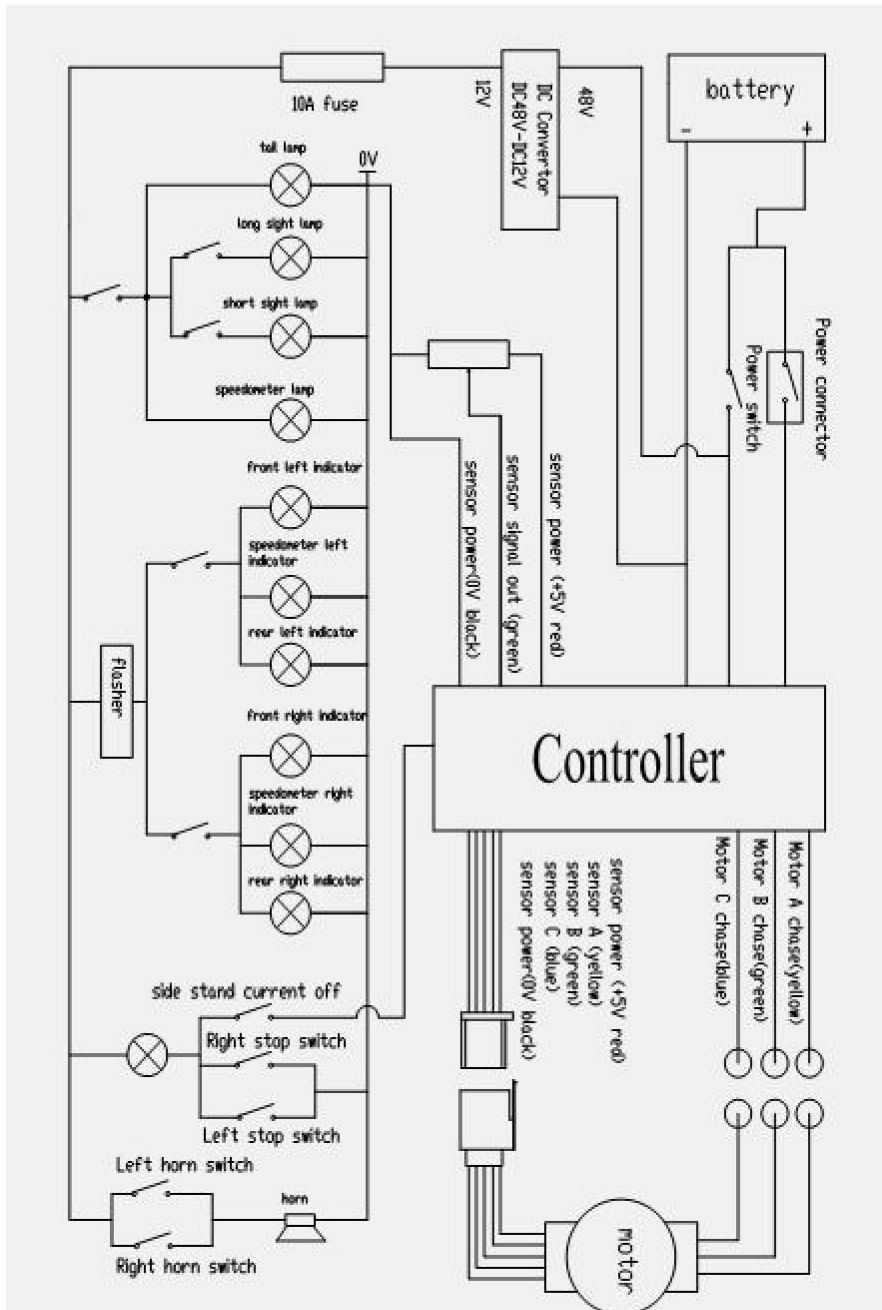 battery
-
+
10A fuse
12V
DC Convertor
DC48V-DC12V
48V
tall lamp
0V
long sight lamp
short sight lamp
speedometer lamp
Power switch
Power connector
front left indicator
speedometer left
indicator
rear left indicator
sensor power(0V black)
sensor signal out (green)
sensor power (+5V red)
flasher
front right indicator
speedometer right
indicator
rear right indicator
Controller
sensor power (+5V red)
sensor A (yellow)
sensor B (green)
sensor C (blue)
sensor power(0V black)
Motor A chase(yellow)
Motor B chase(green)
Motor C chase(blue)
side stand current off
Right stop switch
Left stop switch
Left horn switch
horn
Right horn switch
motor